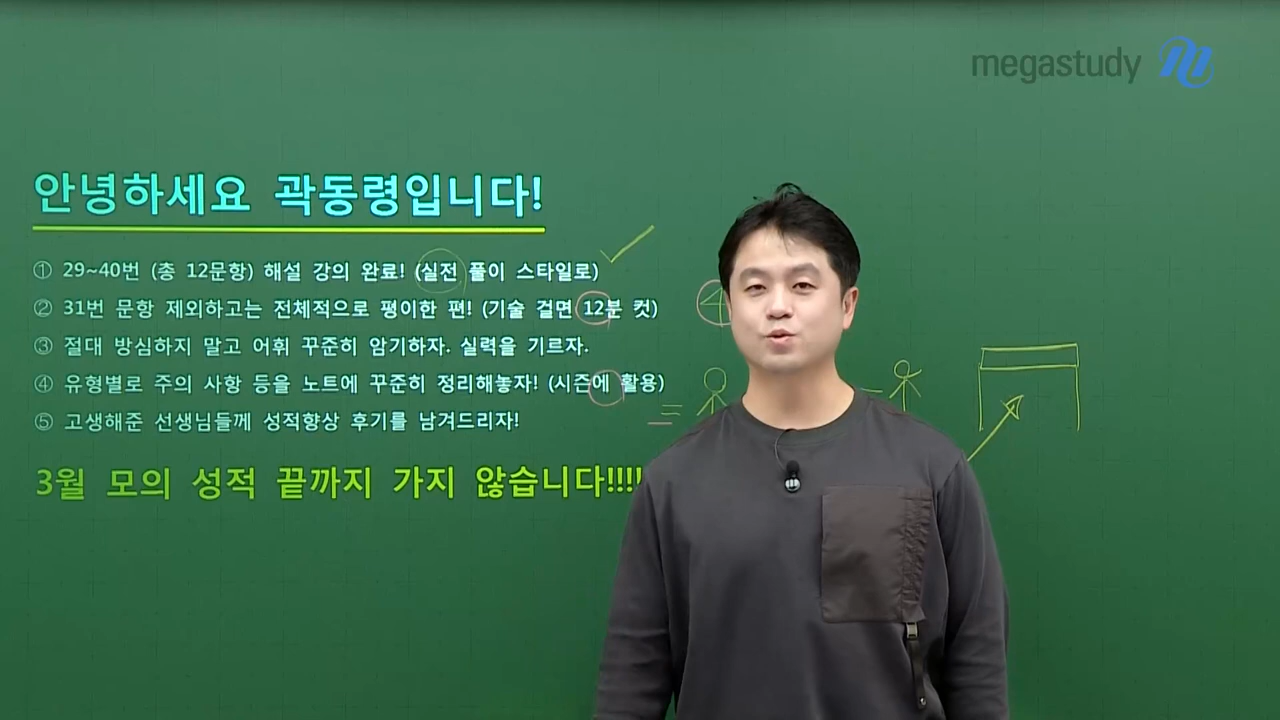 megastudy
안녕하세요 곽동령입니다!
① 29~40번 (총 12문항) 해설 강의 완료! (실전 풀이 스타일로)
② 31번 문항 제외하고는 전체적으로 평이한 편! (기술 걸면 12분 컷)
③ 절대 방심하지 말고 어휘 꾸준히 암기하자. 실력을 기르자.
④ 유형별로 주의 사항 등을 노트에 꾸준히 정리해놓자! (시즌에 활용)
⑤ 고생해준 선생님들께 성적향상 후기를 남겨드리자!
3월 모의 성적 끝까지 가지 않습니다!!!!